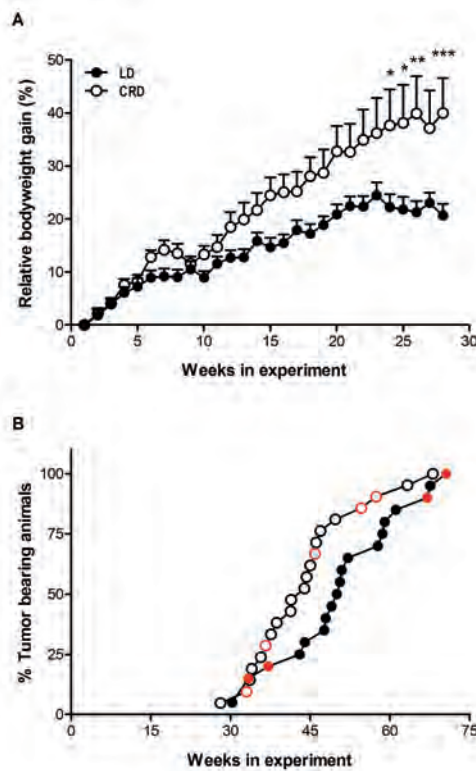 A
50
40
30
20
10
0
Relative bodyweight gain (%)
LD
CRD
* * ** ***
0 5 10 15 20 25 30
Weeks in experiment
B
100
75
50
25
0
% Tumor bearing animals
0 15 30 45 60 75
Weeks in experiment